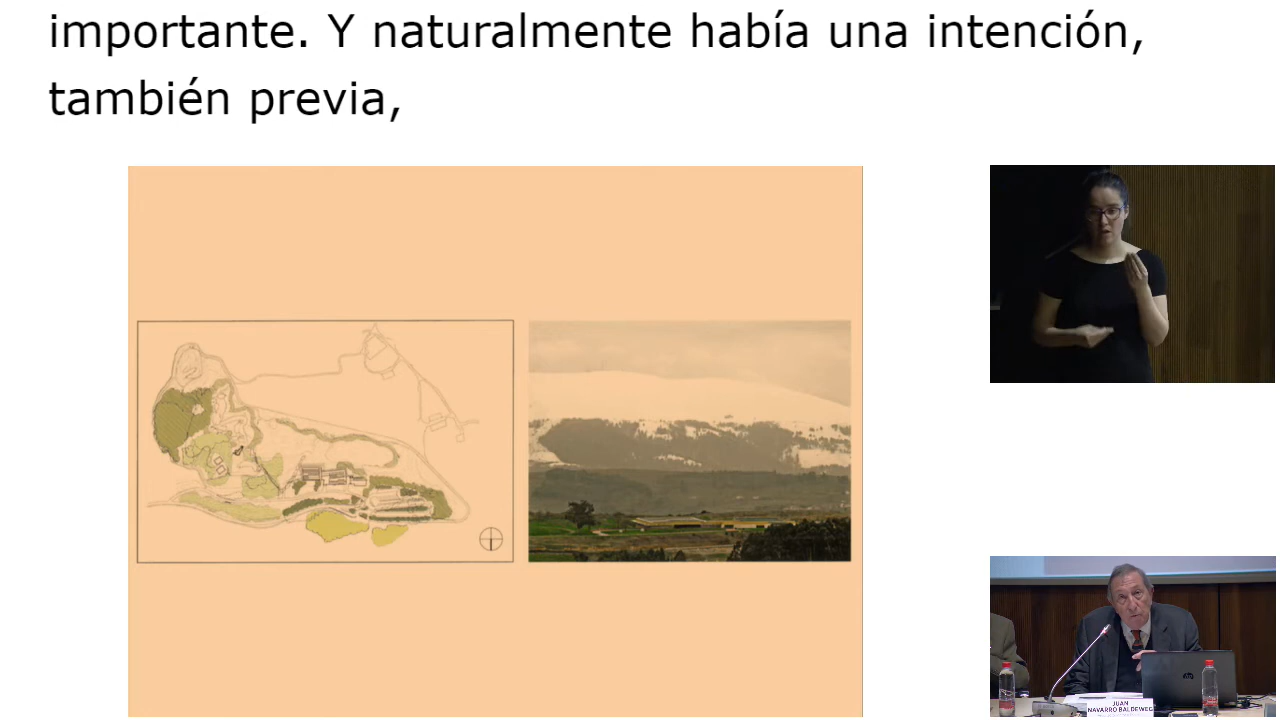 importante. Y naturalmente había una intención,
también previa,
JUAN
NAVARRO BALDEWEG